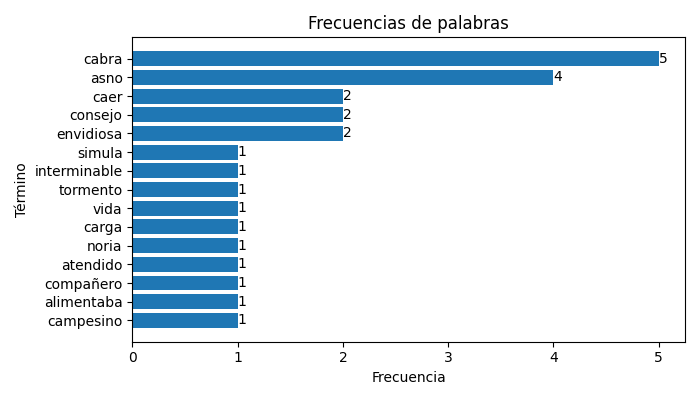 Frecuencias de palabras
Término
cabra 5
asno 4
caer 2
consejo 2
envidiosa 2
simula 1
interminable 1
tormento 1
vida 1
carga 1
noria 1
atendido 1
compañero 1
alimentaba 1
campesino 1
0 1 2 3 4 5
Frecuencia